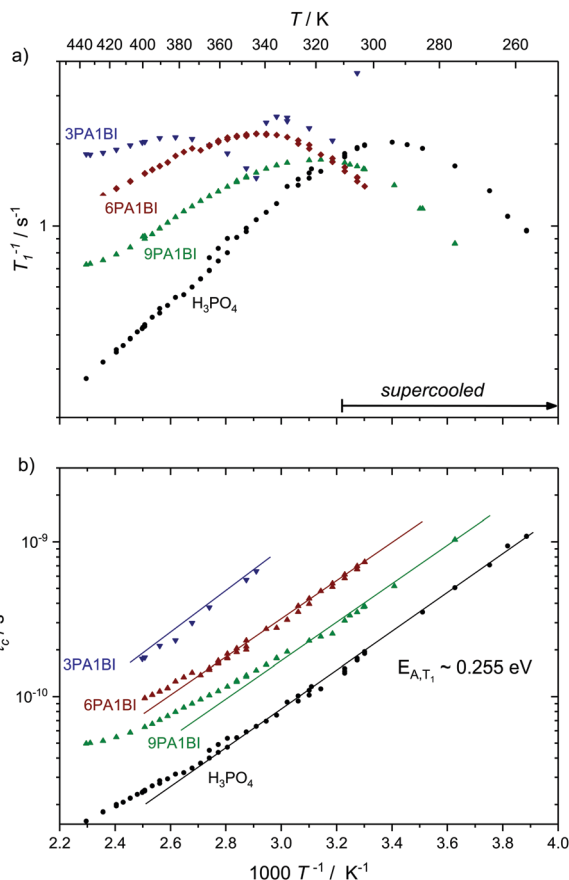 T / K
440 420 400 380 360 340 320 300 280 260
a)
3PA1BI
6PA1BI
9PA1BI
H₃PO₄
T₁⁻¹ / s⁻¹
1
supercooled
b)
10⁻⁹
3PA1BI
6PA1BI
9PA1BI
H₃PO₄
E_A,T₁ ~ 0.255 eV
10⁻¹⁰
2.2 2.4 2.6 2.8 3.0 3.2 3.4 3.6 3.8 4.0
1000 T⁻¹ / K⁻¹